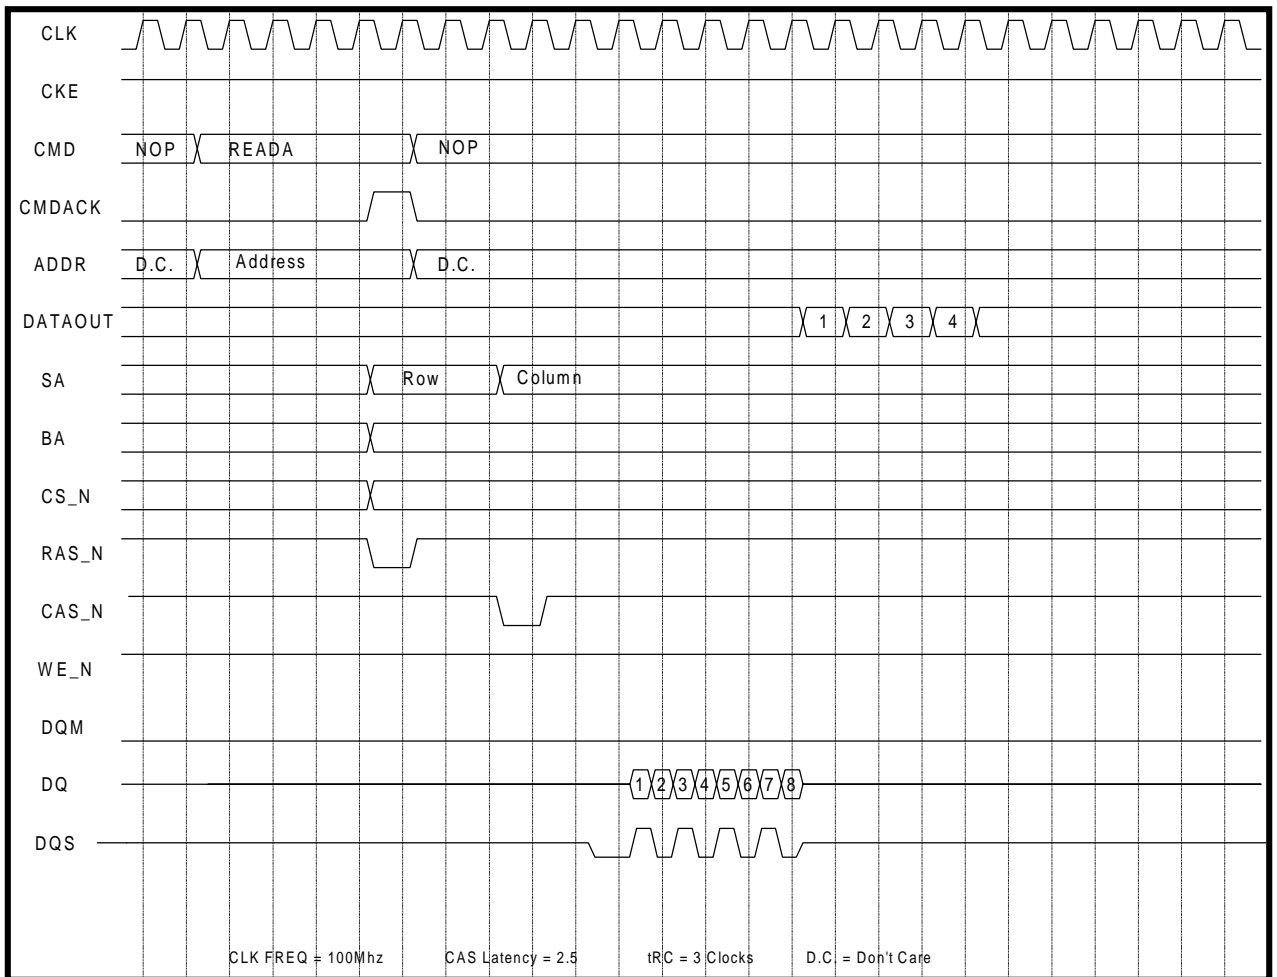 CLK
CKE
CMD NOP READA NOP
CMDACK
ADDR D.C. Address D.C.
DATAOUT 1 2 3 4
SA Row Column
BA
CS_N
RAS_N
CAS_N
WE_N
DQM
DQ 1 2 3 4 5 6 7 8
DQS
CLK FREQ = 100Mhz CAS Latency = 2.5 tRC = 3 Clocks D.C. = Don't Care